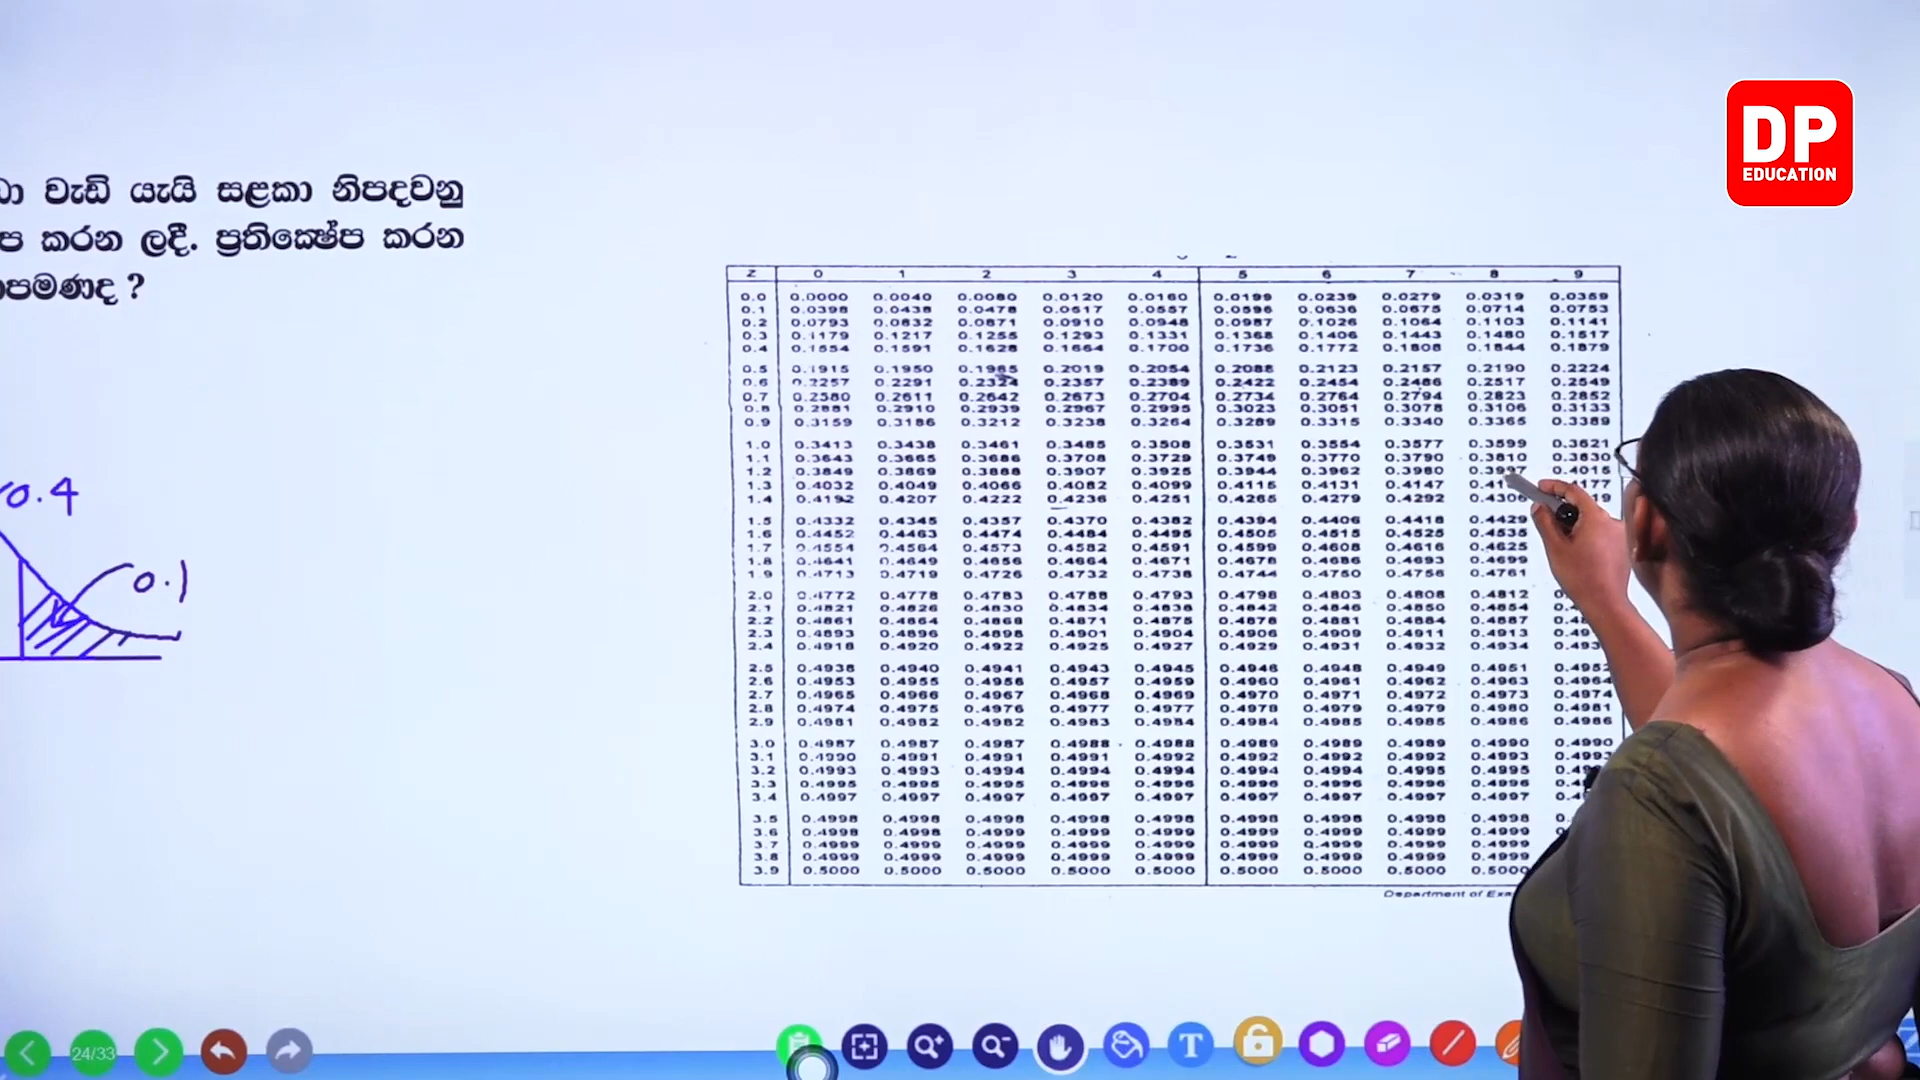 DP
EDUCATION
වැඩි යැයි සළකා නිපදවනු
කරන ලදී. ප්‍රතික්ෂේප කරන
?
0.4
0.1
z 0 1 2 3 4 5 6 7 8 9
0.0 0.0000 0.0040 0.0080 0.0120 0.0160 0.0199 0.0239 0.0279 0.0319 0.0359
0.1 0.0398 0.0438 0.0478 0.0517 0.0557 0.0596 0.0636 0.0675 0.0714 0.0753
0.2 0.0793 0.0832 0.0871 0.0910 0.0948 0.0987 0.1026 0.1064 0.1103 0.1141
0.3 0.1179 0.1217 0.1255 0.1293 0.1331 0.1368 0.1406 0.1443 0.1480 0.1517
0.4 0.1554 0.1591 0.1628 0.1664 0.1700 0.1736 0.1772 0.1808 0.1844 0.1879
0.5 0.1915 0.1950 0.1985 0.2019 0.2054 0.2088 0.2123 0.2157 0.2190 0.2224
0.6 0.2257 0.2291 0.2324 0.2357 0.2389 0.2422 0.2454 0.2486 0.2517 0.2549
0.7 0.2580 0.2611 0.2642 0.2673 0.2704 0.2734 0.2764 0.2794 0.2823 0.2852
0.8 0.2881 0.2910 0.2939 0.2967 0.2995 0.3023 0.3051 0.3078 0.3106 0.3133
0.9 0.3159 0.3186 0.3212 0.3238 0.3264 0.3289 0.3315 0.3340 0.3365 0.3389
1.0 0.3413 0.3438 0.3461 0.3485 0.3508 0.3531 0.3554 0.3577 0.3599 0.3621
1.1 0.3643 0.3665 0.3686 0.3708 0.3729 0.3749 0.3770 0.3790 0.3810 0.3830
1.2 0.3849 0.3869 0.3888 0.3907 0.3925 0.3944 0.3962 0.3980 0.3997 0.4015
1.3 0.4032 0.4049 0.4066 0.4082 0.4099 0.4115 0.4131 0.4147
1.4 0.4192 0.4207 0.4222 0.4236 0.4251 0.4265 0.4279 0.4292 0.4306
1.5 0.4332 0.4345 0.4357 0.4370 0.4382 0.4394 0.4406 0.4418 0.4429
1.6 0.4452 0.4463 0.4474 0.4484 0.4495 0.4505 0.4515 0.4525 0.4535
1.7 0.4554 0.4564 0.4573 0.4582 0.4591 0.4599 0.4608 0.4616 0.4625
1.8 0.4641 0.4649 0.4656 0.4664 0.4671 0.4678 0.4686 0.4693 0.4699
1.9 0.4713 0.4719 0.4726 0.4732 0.4738 0.4744 0.4750 0.4756 0.4761
2.0 0.4772 0.4778 0.4783 0.4788 0.4793 0.4798 0.4803 0.4808 0.4812
2.1 0.4821 0.4826 0.4830 0.4834 0.4838 0.4842 0.4846 0.4850 0.4854
2.2 0.4861 0.4864 0.4868 0.4871 0.4875 0.4878 0.4881 0.4884 0.4887
2.3 0.4893 0.4896 0.4898 0.4901 0.4904 0.4906 0.4909 0.4911 0.4913
2.4 0.4918 0.4920 0.4922 0.4925 0.4927 0.4929 0.4931 0.4932 0.4934
2.5 0.4938 0.4940 0.4941 0.4943 0.4945 0.4946 0.4948 0.4949 0.4951 0.4952
2.6 0.4953 0.4955 0.4956 0.4957 0.4959 0.4960 0.4961 0.4962 0.4963 0.4964
2.7 0.4965 0.4966 0.4967 0.4968 0.4969 0.4970 0.4971 0.4972 0.4973 0.4974
2.8 0.4974 0.4975 0.4976 0.4977 0.4977 0.4978 0.4979 0.4979 0.4980 0.4981
2.9 0.4981 0.4982 0.4982 0.4983 0.4984 0.4984 0.4985 0.4985 0.4986 0.4986
3.0 0.4987 0.4987 0.4987 0.4988 0.4988 0.4989 0.4989 0.4989 0.4990 0.4990
3.1 0.4990 0.4991 0.4991 0.4991 0.4992 0.4992 0.4992 0.4992 0.4993 0.4993
3.2 0.4993 0.4993 0.4994 0.4994 0.4994 0.4994 0.4994 0.4995 0.4995
3.3 0.4995 0.4995 0.4995 0.4996 0.4996 0.4996 0.4996 0.4996 0.4996
3.4 0.4997 0.4997 0.4997 0.4997 0.4997 0.4997 0.4997 0.4997 0.4997
3.5 0.4998 0.4998 0.4998 0.4998 0.4998 0.4998 0.4998 0.4998 0.4998
3.6 0.4998 0.4998 0.4999 0.4999 0.4999 0.4999 0.4999 0.4999 0.4999
3.7 0.4999 0.4999 0.4999 0.4999 0.4999 0.4999 0.4999 0.4999 0.4999
3.8 0.4999 0.4999 0.4999 0.4999 0.4999 0.4999 0.4999 0.4999 0.4999
3.9 0.5000 0.5000 0.5000 0.5000 0.5000 0.5000 0.5000 0.5000 0.5000
Department of
24/33
T